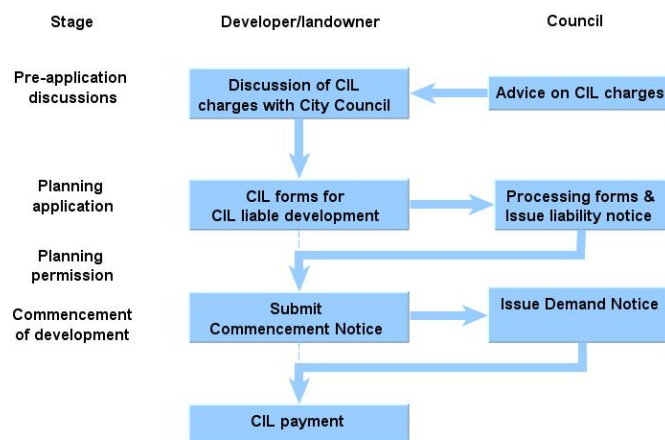 Stage
Developer/landowner
Council
Pre-application
discussions
Discussion of CIL
charges with City Council
Advice on CIL charges
Planning
application
CIL forms for
CIL liable development
Processing forms &
Issue liability notice
Planning
permission
Commencement
of development
Submit
Commencement Notice
Issue Demand Notice
CIL payment